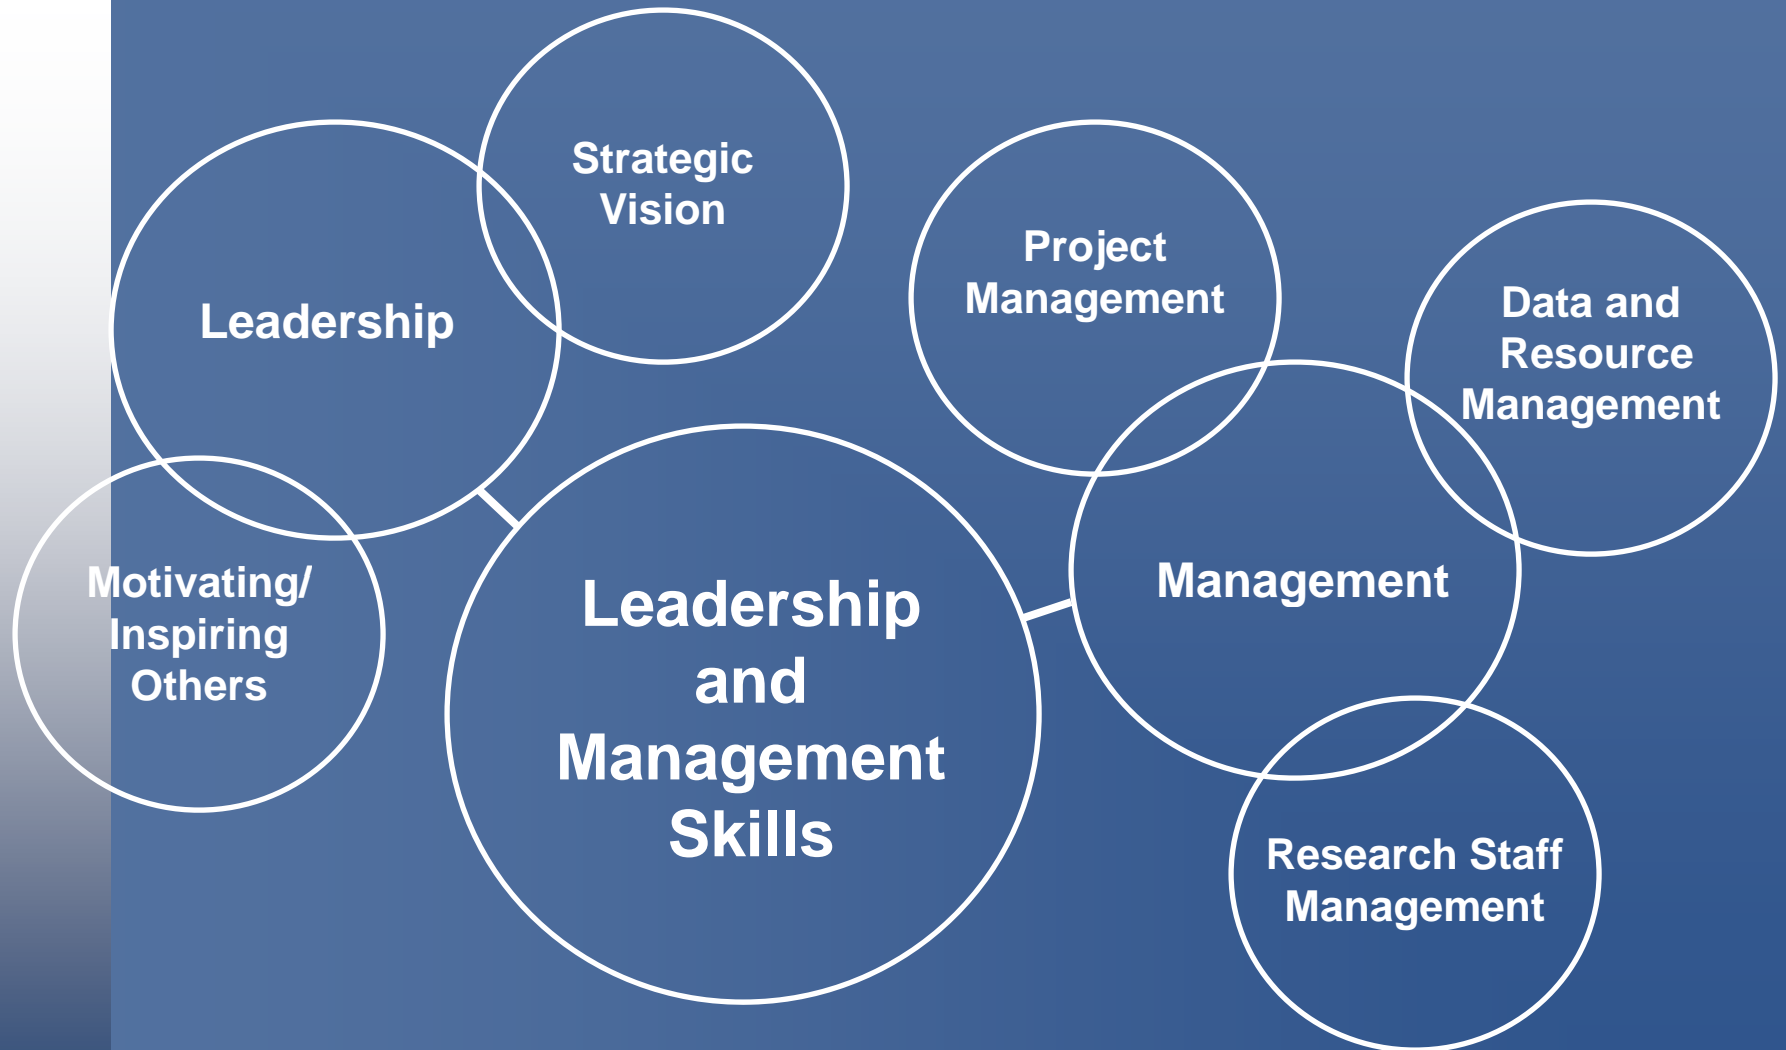 Strategic
Vision
Leadership
Project
Management
Data and
Resource
Management
Motivating/
Inspiring
Others
Leadership
and
Management
Skills
Management
Research Staff
Management